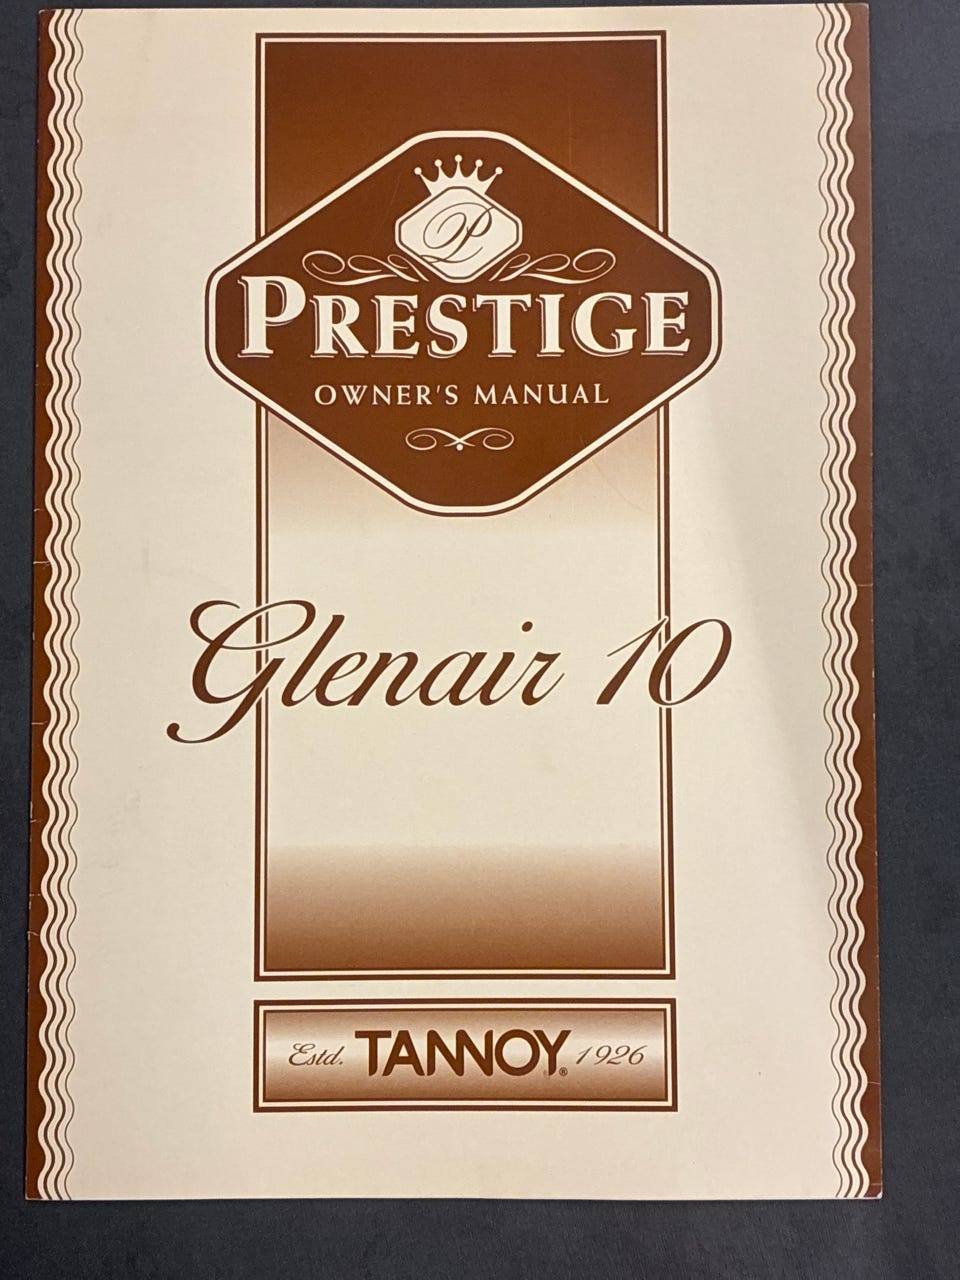 P
PRESTIGE
OWNER'S MANUAL
Glenair 10
Estd. TANNOY® 1926